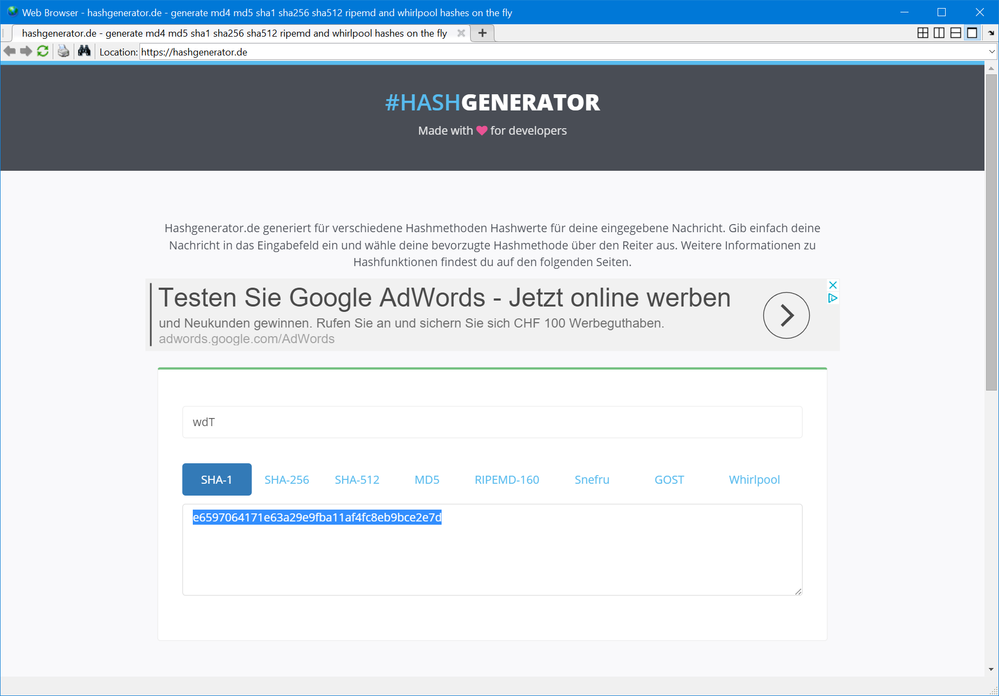 Web Browser - hashgenerator.de - generate md4 md5 sha1 sha256 sha512 ripemd and whirlpool hashes on the fly
hashgenerator.de - generate md4 md5 sha1 sha256 sha512 ripemd and whirlpool hashes on the fly
Location: https://hashgenerator.de
#HASHGENERATOR
Made with for developers
Hashgenerator.de generiert für verschiedene Hashmethoden Hashwerte für deine eingegebene Nachricht. Gib einfach deine
Nachricht in das Eingabefeld ein und wähle deine bevorzugte Hashmethode über den Reiter aus. Weitere Informationen zu
Hashfunktionen findest du auf den folgenden Seiten.
Testen Sie Google AdWords - Jetzt online werben
und Neukunden gewinnen. Rufen Sie an und sichern Sie sich CHF 100 Werbeguthaben.
adwords.google.com/AdWords
wdT
SHA-1 SHA-256 SHA-512 MD5 RIPEMD-160 Snefru GOST Whirlpool
e6597064171e63a29e9fba11af4fc8eb9bce2e7d